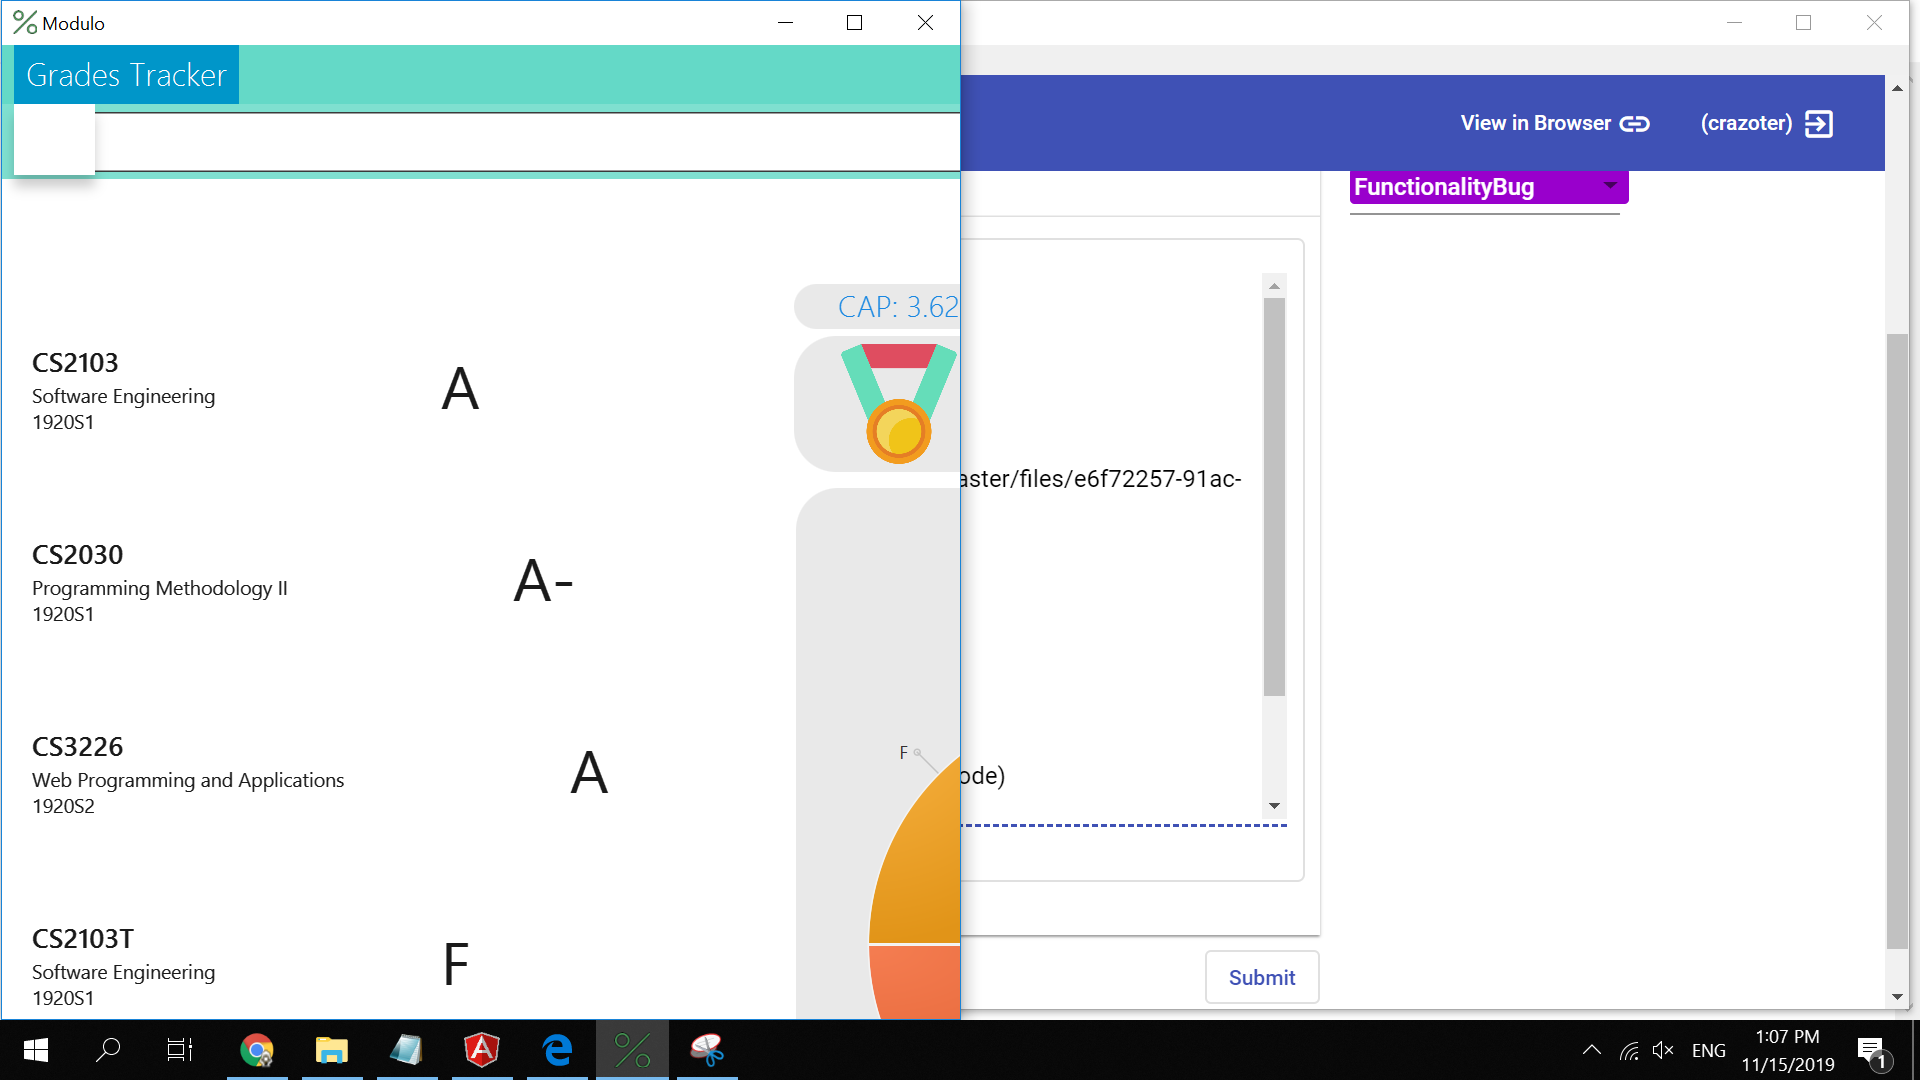 Modulo
Grades Tracker
CAP: 3.62
CS2103
Software Engineering
1920S1
A
CS2030
Programming Methodology II
1920S1
A-
CS3226
Web Programming and Applications
1920S2
A
CS2103T
Software Engineering
1920S1
F
F
View in Browser
(crazoter)
FunctionalityBug
aster/files/e6f72257-91ac-
ode)
Submit
ENG
1:07 PM
11/15/2019
1